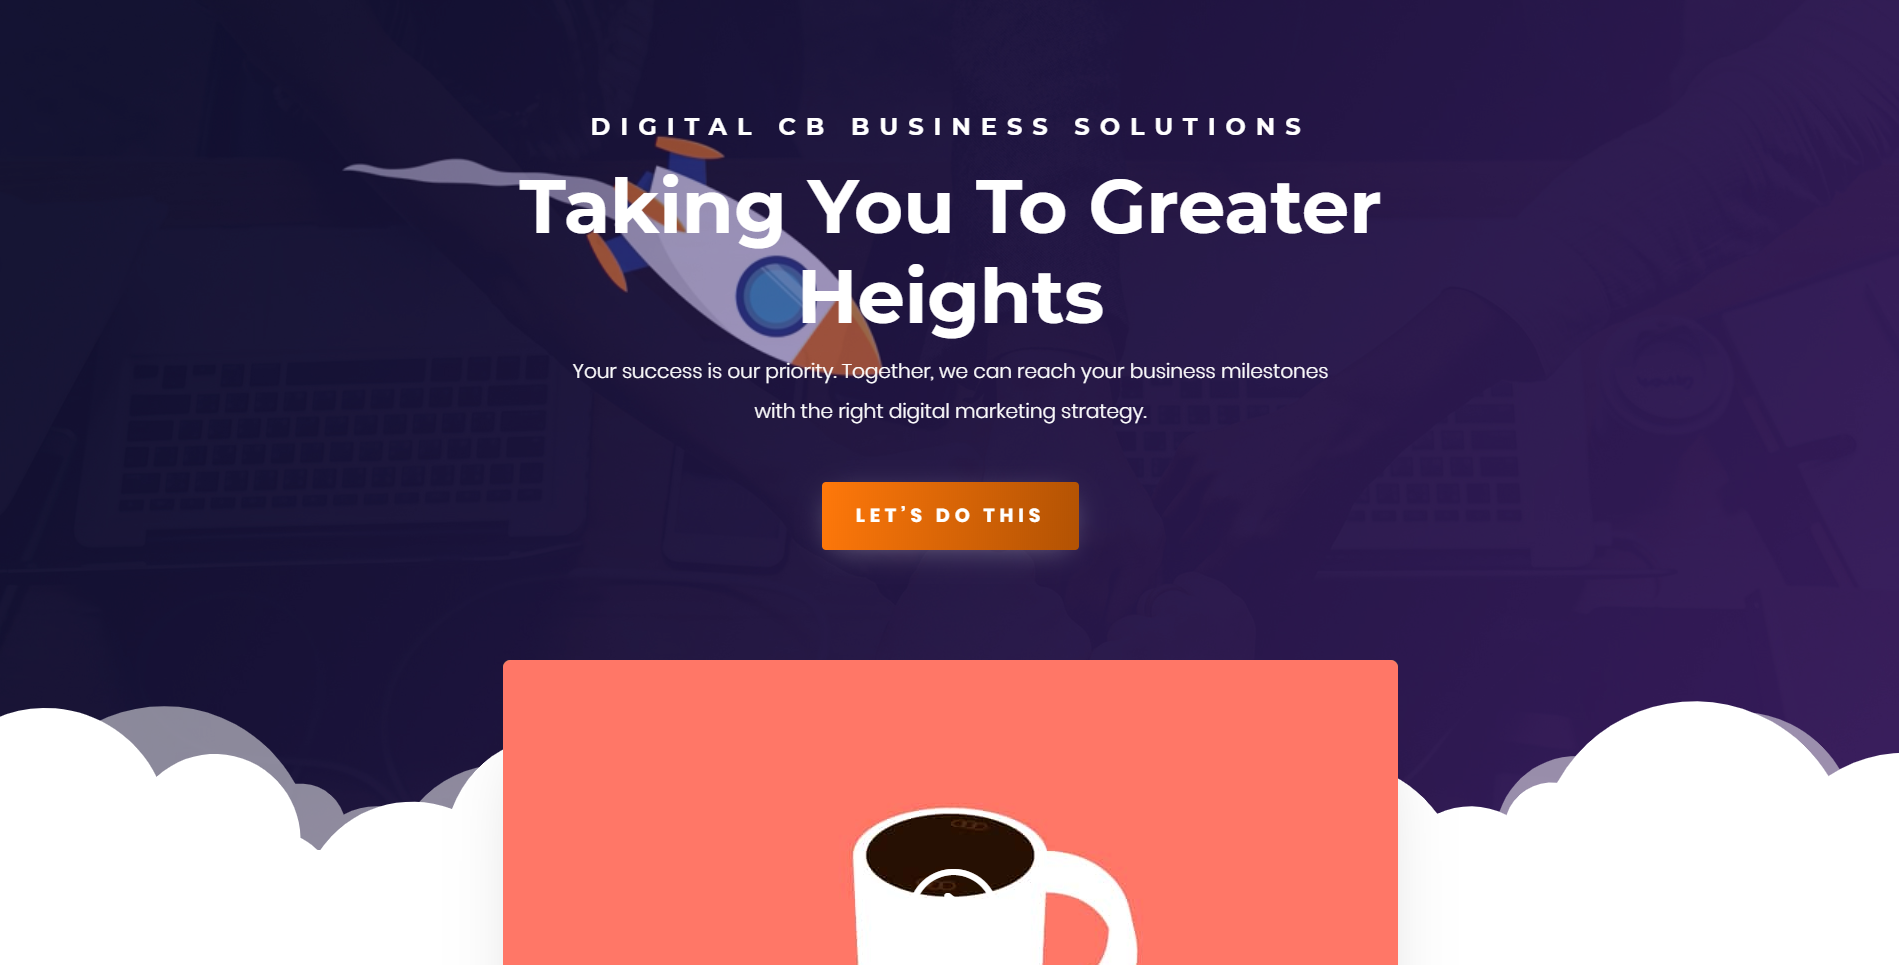 DIGITAL CB BUSINESS SOLUTIONS
Taking You To Greater
Heights
Your success is our priority. Together, we can reach your business milestones
with the right digital marketing strategy.
LET’S DO THIS